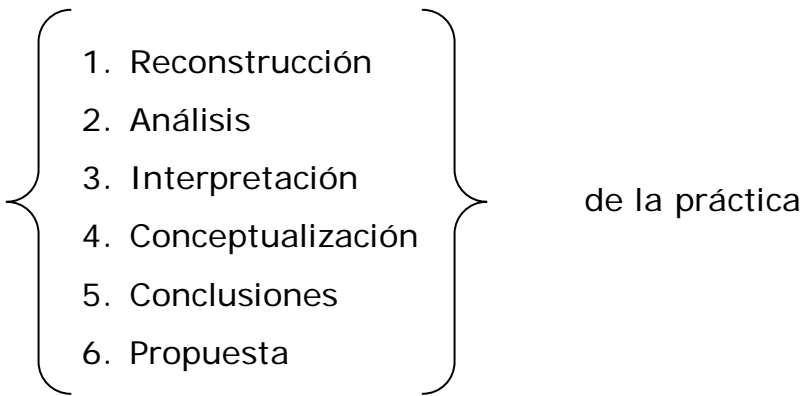 1. Reconstrucción
2. Análisis
3. Interpretación
4. Conceptualización
5. Conclusiones
6. Propuesta
de la práctica